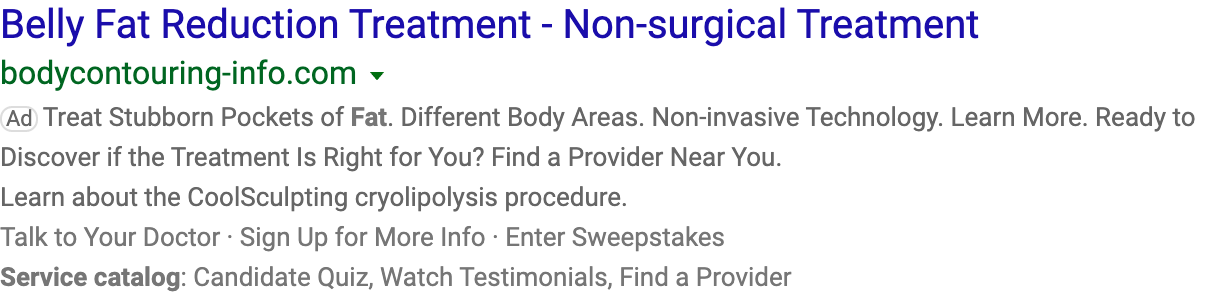 Belly Fat Reduction Treatment - Non-surgical Treatment
bodycontouring-info.com
Ad Treat Stubborn Pockets of Fat. Different Body Areas. Non-invasive Technology. Learn More. Ready to
Discover if the Treatment Is Right for You? Find a Provider Near You.
Learn about the CoolSculpting cryolipolysis procedure.
Talk to Your Doctor · Sign Up for More Info · Enter Sweepstakes
Service catalog: Candidate Quiz, Watch Testimonials, Find a Provider